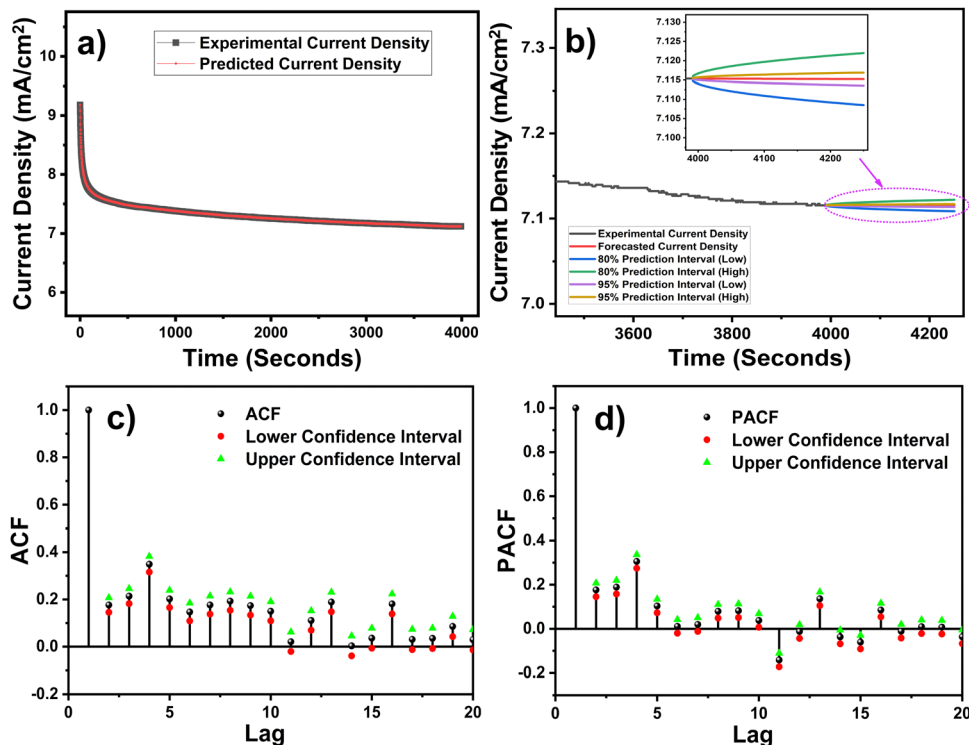 a)
Experimental Current Density
Predicted Current Density
Current Density (mA/cm²)
10
9
8
7
6
0
1000
2000
3000
4000
Time (Seconds)
b)
Current Density (mA/cm²)
7.3
7.2
7.1
7.0
3600
3800
4000
4200
Time (Seconds)
7.125
7.120
7.115
7.110
7.105
7.100
4000
4100
4200
Experimental Current Density
Forecasted Current Density
80% Prediction Interval (Low)
80% Prediction Interval (High)
95% Prediction Interval (Low)
95% Prediction Interval (High)
c)
ACF
Lower Confidence Interval
Upper Confidence Interval
ACF
1.0
0.8
0.6
0.4
0.2
0.0
-0.2
0
5
10
15
20
Lag
d)
PACF
Lower Confidence Interval
Upper Confidence Interval
PACF
1.0
0.8
0.6
0.4
0.2
0.0
-0.2
0
5
10
15
20
Lag